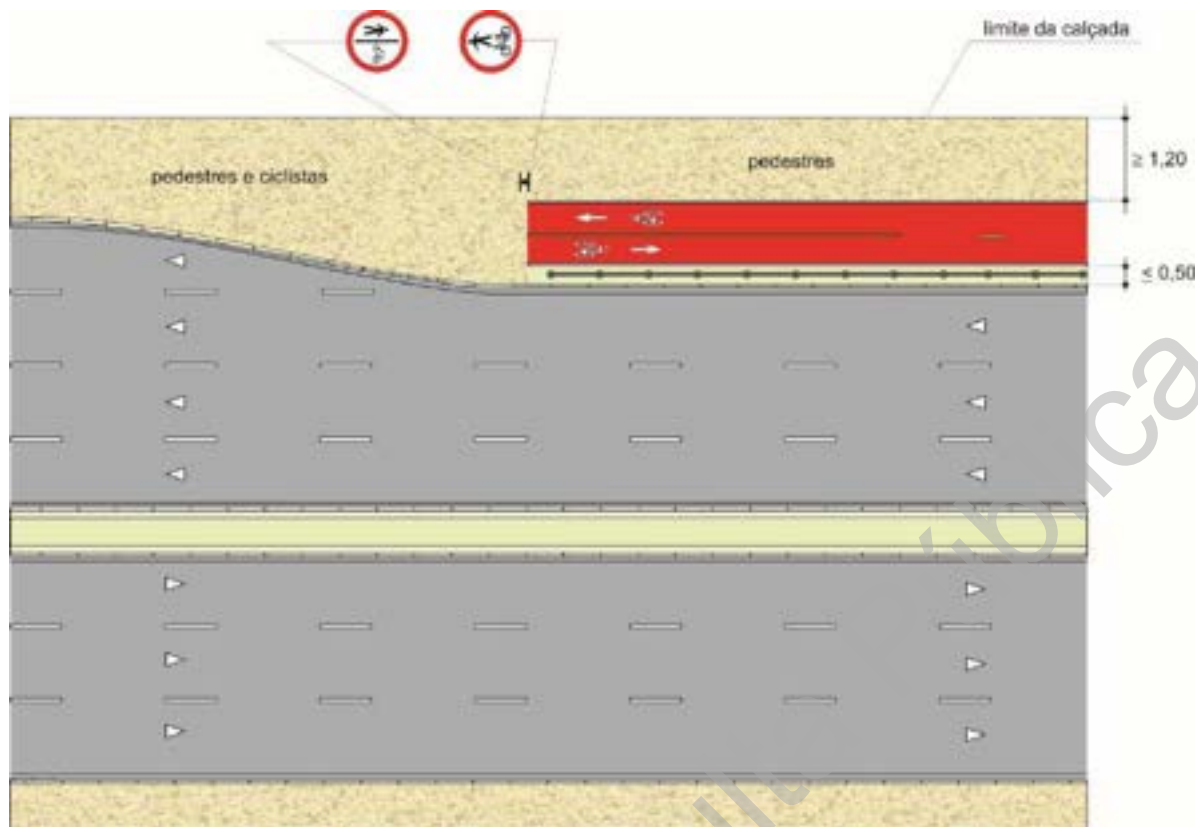 limite da calçada
pedestres e ciclistas
pedestres
≥ 1,20
≤ 0,50
H